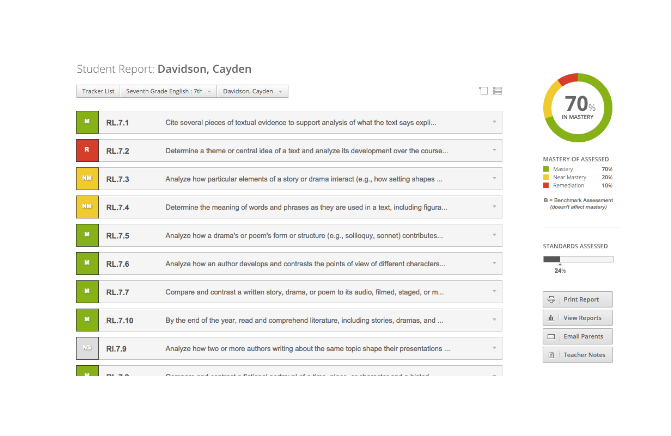 Student Report: Davidson, Cayden
Tracker List Seventh Grade English : 7th Davidson, Cayden
M RL.7.1 Cite several pieces of textual evidence to support analysis of what the text says expli...
R RL.7.2 Determine a theme or central idea of a text and analyze its development over the course...
NM RL.7.3 Analyze how particular elements of a story or drama interact (e.g., how setting shapes ...
NM RL.7.4 Determine the meaning of words and phrases as they are used in a text, including figura...
M RL.7.5 Analyze how a drama's or poem's form or structure (e.g., soliloquy, sonnet) contributes...
M RL.7.6 Analyze how an author develops and contrasts the points of view of different characters...
M RL.7.7 Compare and contrast a written story, drama, or poem to its audio, filmed, staged, or m...
M RL.7.10 By the end of the year, read and comprehend literature, including stories, dramas, and ...
NS RI.7.9 Analyze how two or more authors writing about the same topic shape their presentations ...
70%
IN MASTERY
MASTERY OF ASSESSED
Mastery 70%
Near Mastery 20%
Remediation 10%
B = Benchmark Assessment
(doesn't affect mastery)
STANDARDS ASSESSED
24%
Print Report
View Reports
Email Parents
Teacher Notes